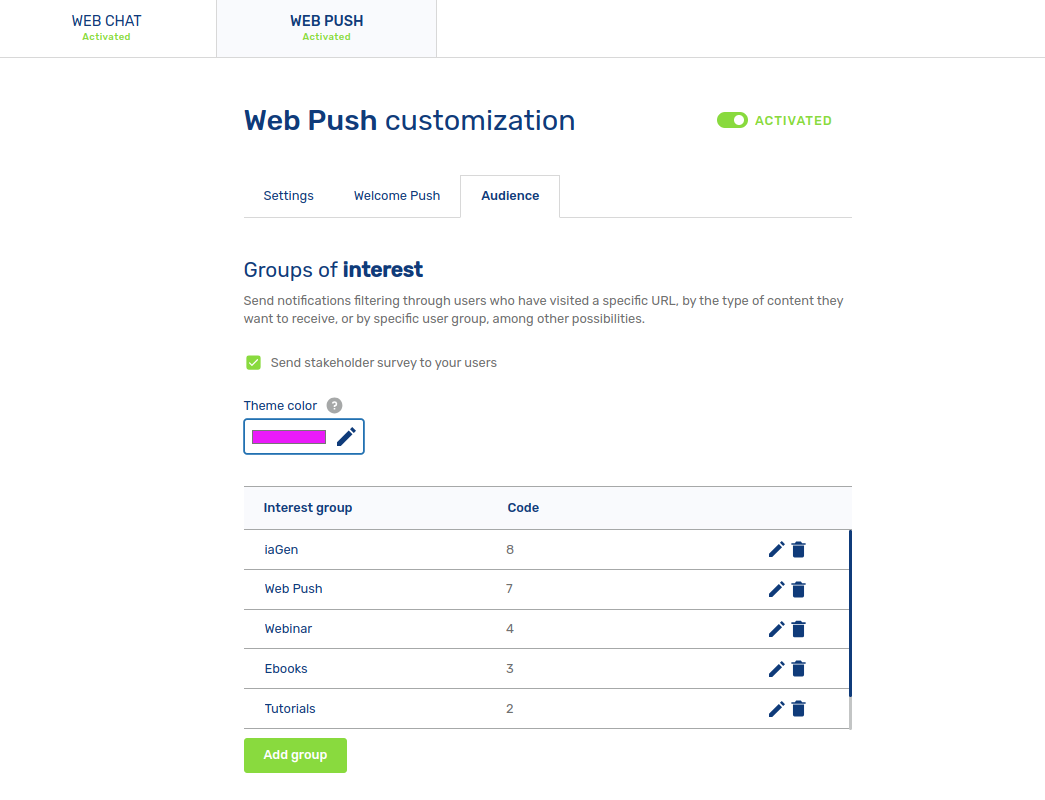 WEB CHAT
Activated
WEB PUSH
Activated
Web Push customization
ACTIVATED
Settings
Welcome Push
Audience
Groups of interest
Send notifications filtering through users who have visited a specific URL, by the type of content they
want to receive, or by specific user group, among other possibilities.
Send stakeholder survey to your users
Theme color ?
Interest group Code
iaGen 8
Web Push 7
Webinar 4
Ebooks 3
Tutorials 2
Add group